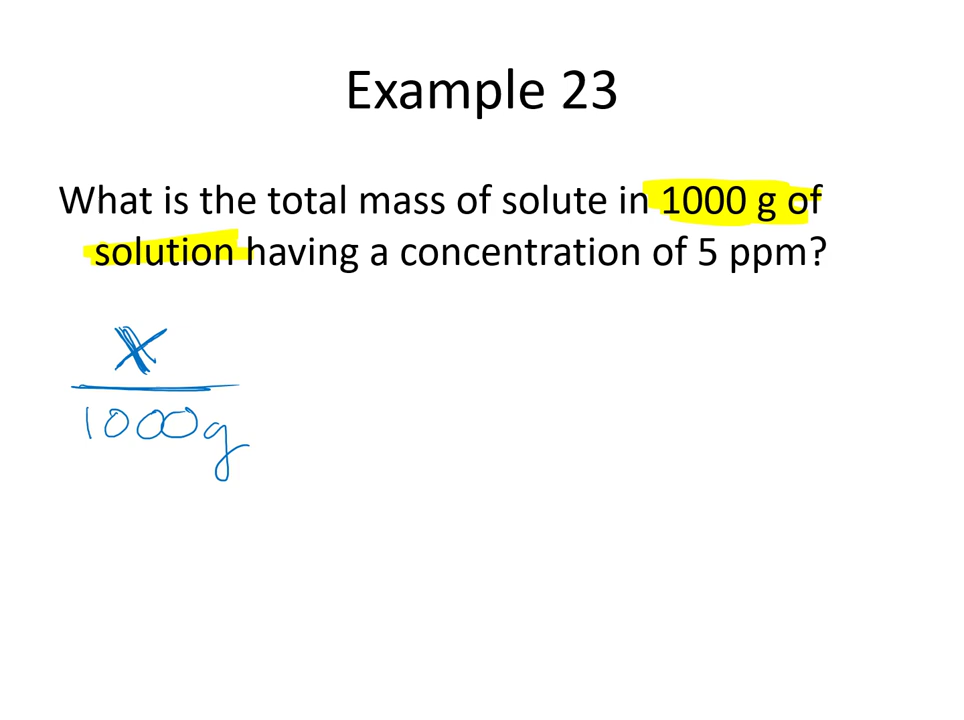 Example 23
What is the total mass of solute in 1000 g of
solution having a concentration of 5 ppm?
X
1000g